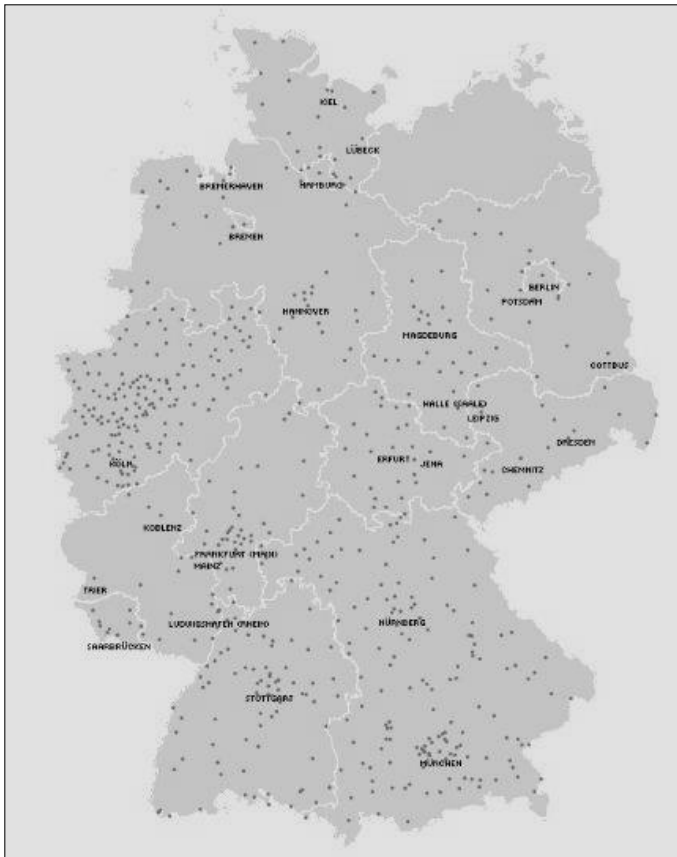 KIEL
LÜBECK
HAMBURG
BREMERHAVEN
BREMEN
BERLIN
POTSDAM
HANNOVER
MAGDEBURG
COTTBUS
HALLE (SAALE)
LEIPZIG
DRESDEN
ERFURT
JENA
CHEMNITZ
KÖLN
KOBLENZ
FRANKFURT (MAIN)
MAINZ
TRIER
LUDWIGSHAFEN (RHEIN)
NÜRNBERG
SAARBRÜCKEN
STUTTGART
MÜNCHEN